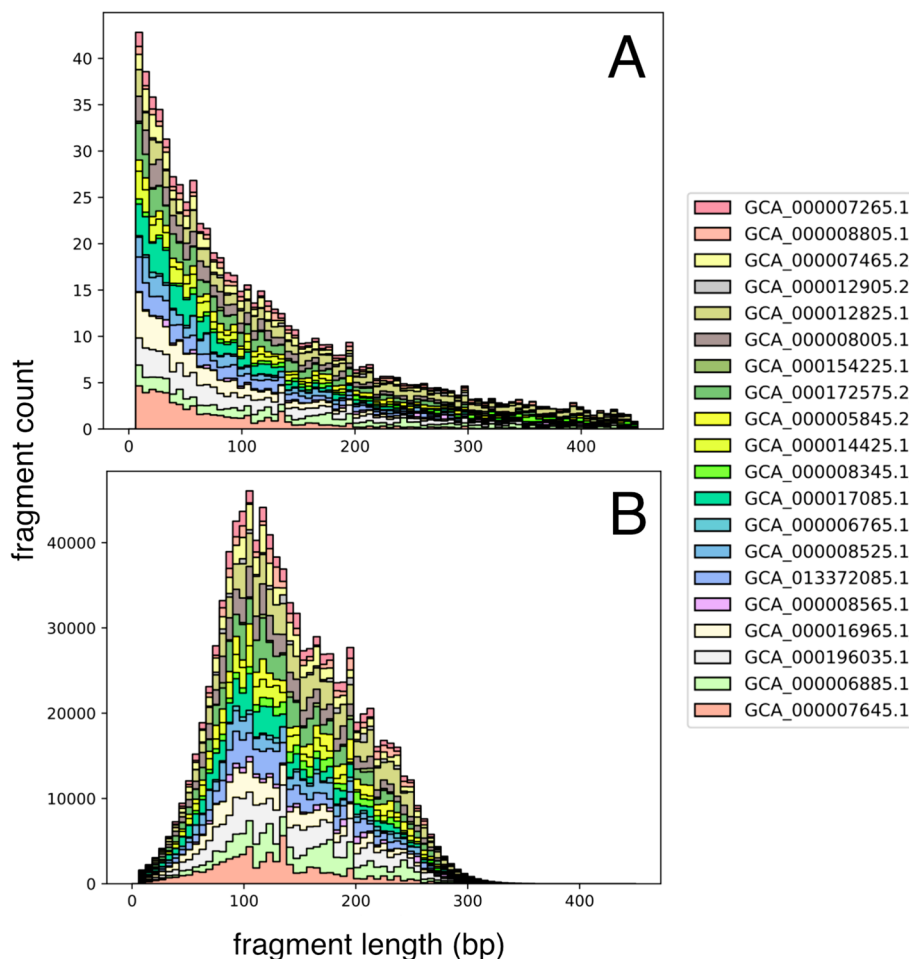 A
40
35
30
25
20
15
10
5
0
0 100 200 300 400
fragment count
B
40000
30000
20000
10000
0
0 100 200 300 400
fragment length (bp)
GCA_000007265.1
GCA_000008805.1
GCA_000007465.2
GCA_000012905.2
GCA_000012825.1
GCA_000008005.1
GCA_000154225.1
GCA_000172575.2
GCA_000005845.2
GCA_000014425.1
GCA_000008345.1
GCA_000017085.1
GCA_000006765.1
GCA_000008525.1
GCA_013372085.1
GCA_000008565.1
GCA_000016965.1
GCA_000196035.1
GCA_000006885.1
GCA_000007645.1